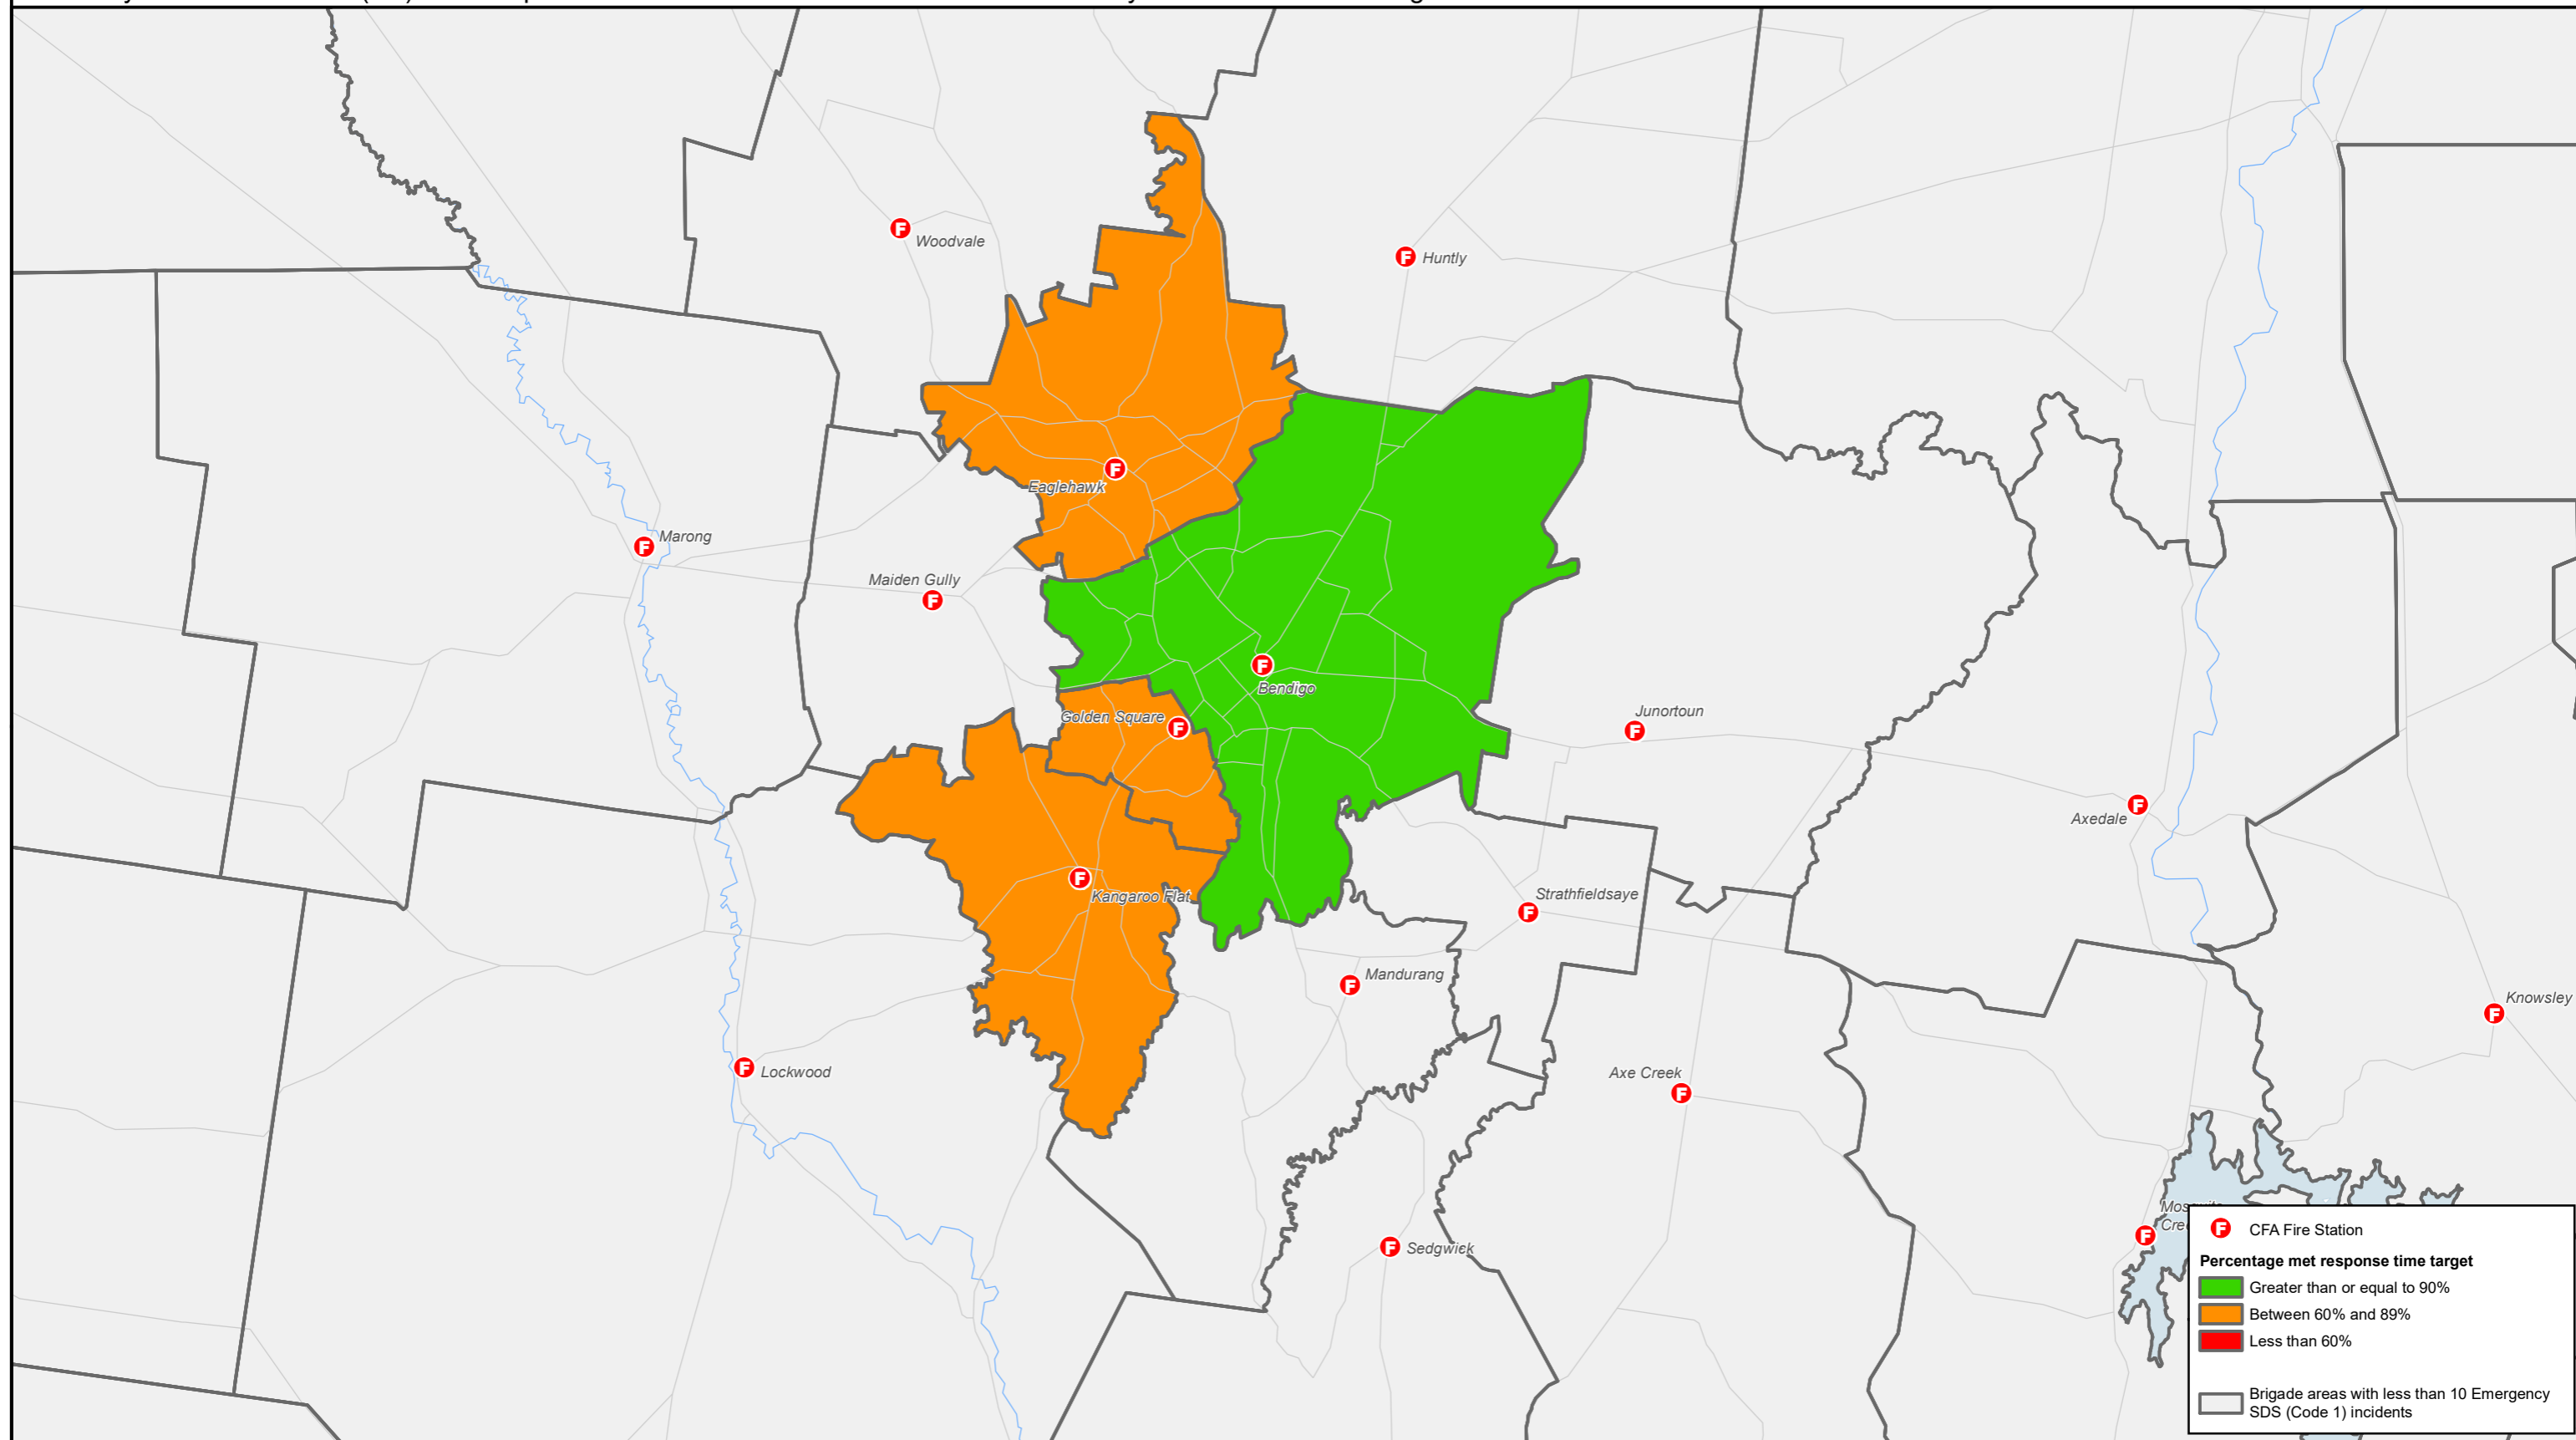 Woodvale
Huntly
Eaglehawk
Marong
Maiden Gully
Bendigo
Golden Square
Junortoun
Axedale
Kangaroo Flat
Strathfieldsaye
Mandurang
Knowsley
Lockwood
Axe Creek
Sedgwick
F CFA Fire Station
Percentage met response time target
Greater than or equal to 90%
Between 60% and 89%
Less than 60%
Brigade areas with less than 10 Emergency
SDS (Code 1) incidents